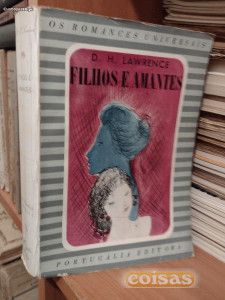 OS ROMANCES UNIVERSAIS
D. H. LAWRENCE
FILHOS E AMANTES
PORTUGÁLIA EDITORA
coisas